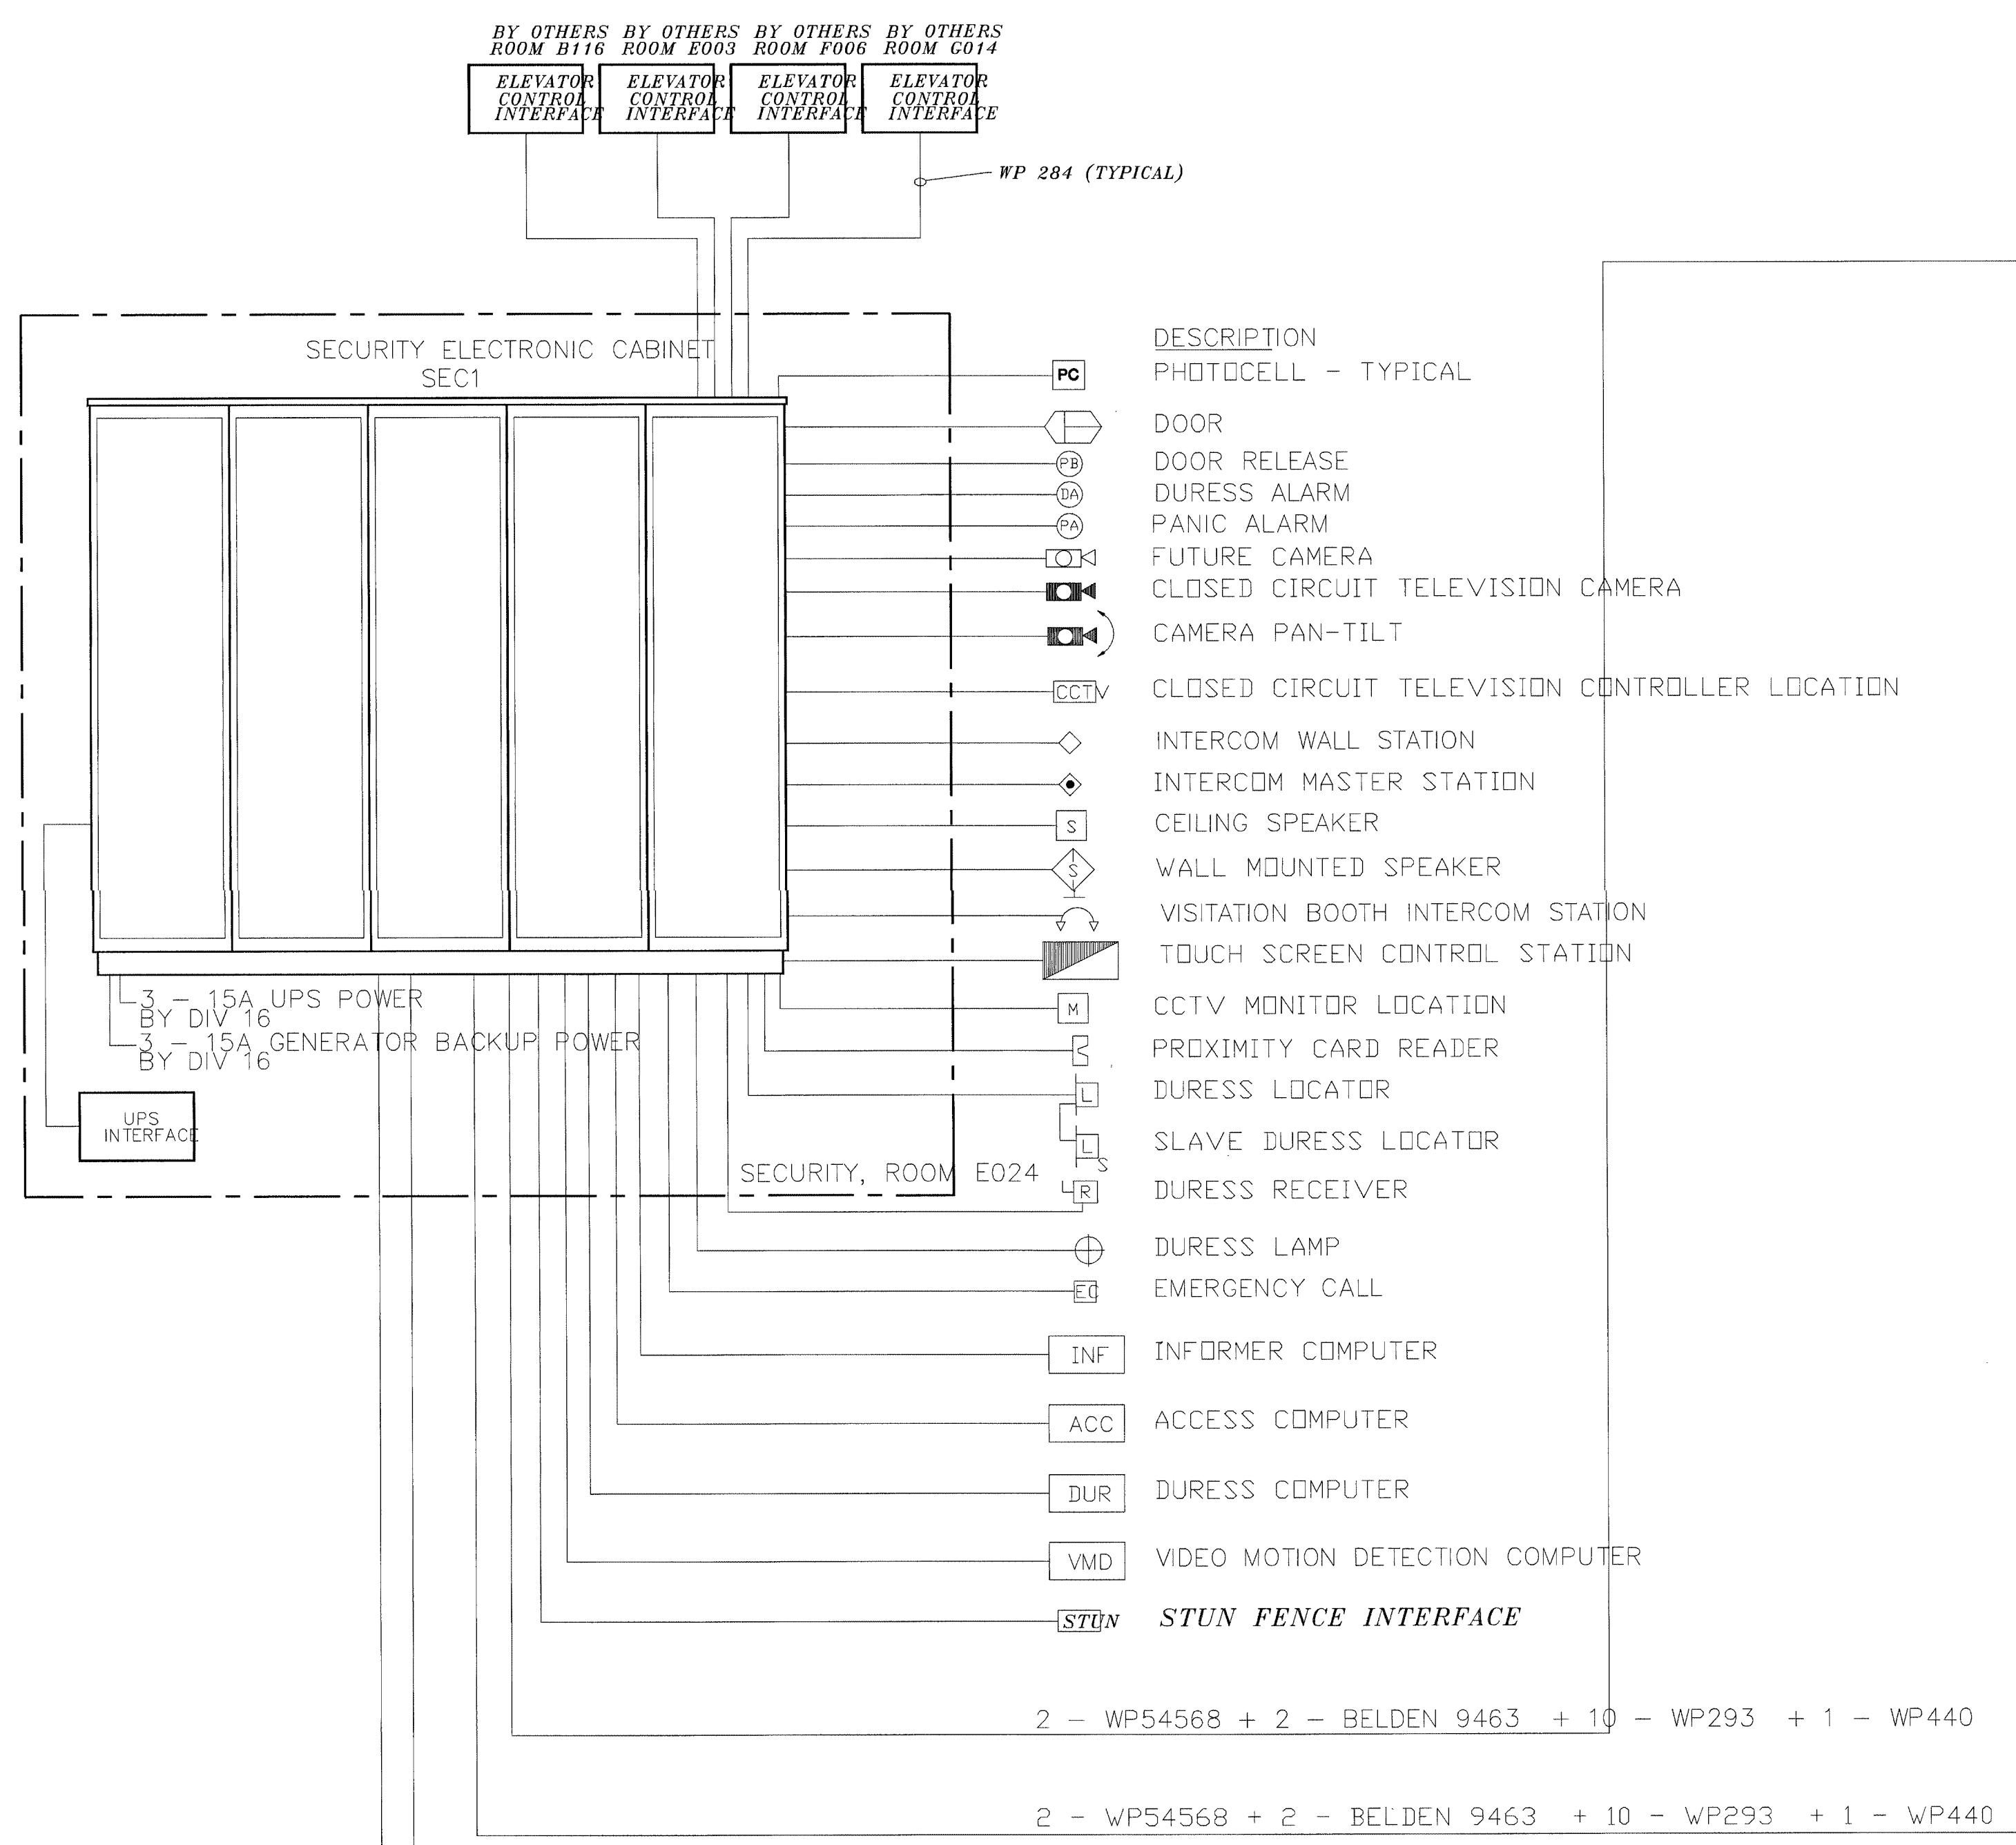 BY OTHERS BY OTHERS BY OTHERS BY OTHERS
ROOM B116 ROOM E003 ROOM F006 ROOM G014
ELEVATOR CONTROL INTERFACE
ELEVATOR CONTROL INTERFACE
ELEVATOR CONTROL INTERFACE
ELEVATOR CONTROL INTERFACE
WP 284 (TYPICAL)
SECURITY ELECTRONIC CABINET
SEC1
DESCRIPTION
PC PHOTOCELL - TYPICAL
DOOR
PB DOOR RELEASE
DA DURESS ALARM
PA PANIC ALARM
FUTURE CAMERA
CLOSED CIRCUIT TELEVISION CAMERA
CAMERA PAN-TILT
CCTV CLOSED CIRCUIT TELEVISION CONTROLLER LOCATION
INTERCOM WALL STATION
INTERCOM MASTER STATION
S CEILING SPEAKER
S WALL MOUNTED SPEAKER
VISITATION BOOTH INTERCOM STATION
TOUCH SCREEN CONTROL STATION
3 - 15A UPS POWER
BY DIV 16
3 - 15A GENERATOR BACKUP POWER
BY DIV 16
UPS
INTERFACE
M CCTV MONITOR LOCATION
PROXIMITY CARD READER
L DURESS LOCATOR
L S SLAVE DURESS LOCATOR
SECURITY, ROOM E024
R DURESS RECEIVER
DURESS LAMP
EC EMERGENCY CALL
INF INFORMER COMPUTER
ACC ACCESS COMPUTER
DUR DURESS COMPUTER
VMD VIDEO MOTION DETECTION COMPUTER
STUN STUN FENCE INTERFACE
2 - WP54568 + 2 - BELDEN 9463 + 10 - WP293 + 1 - WP440
2 - WP54568 + 2 - BELDEN 9463 + 10 - WP293 + 1 - WP440